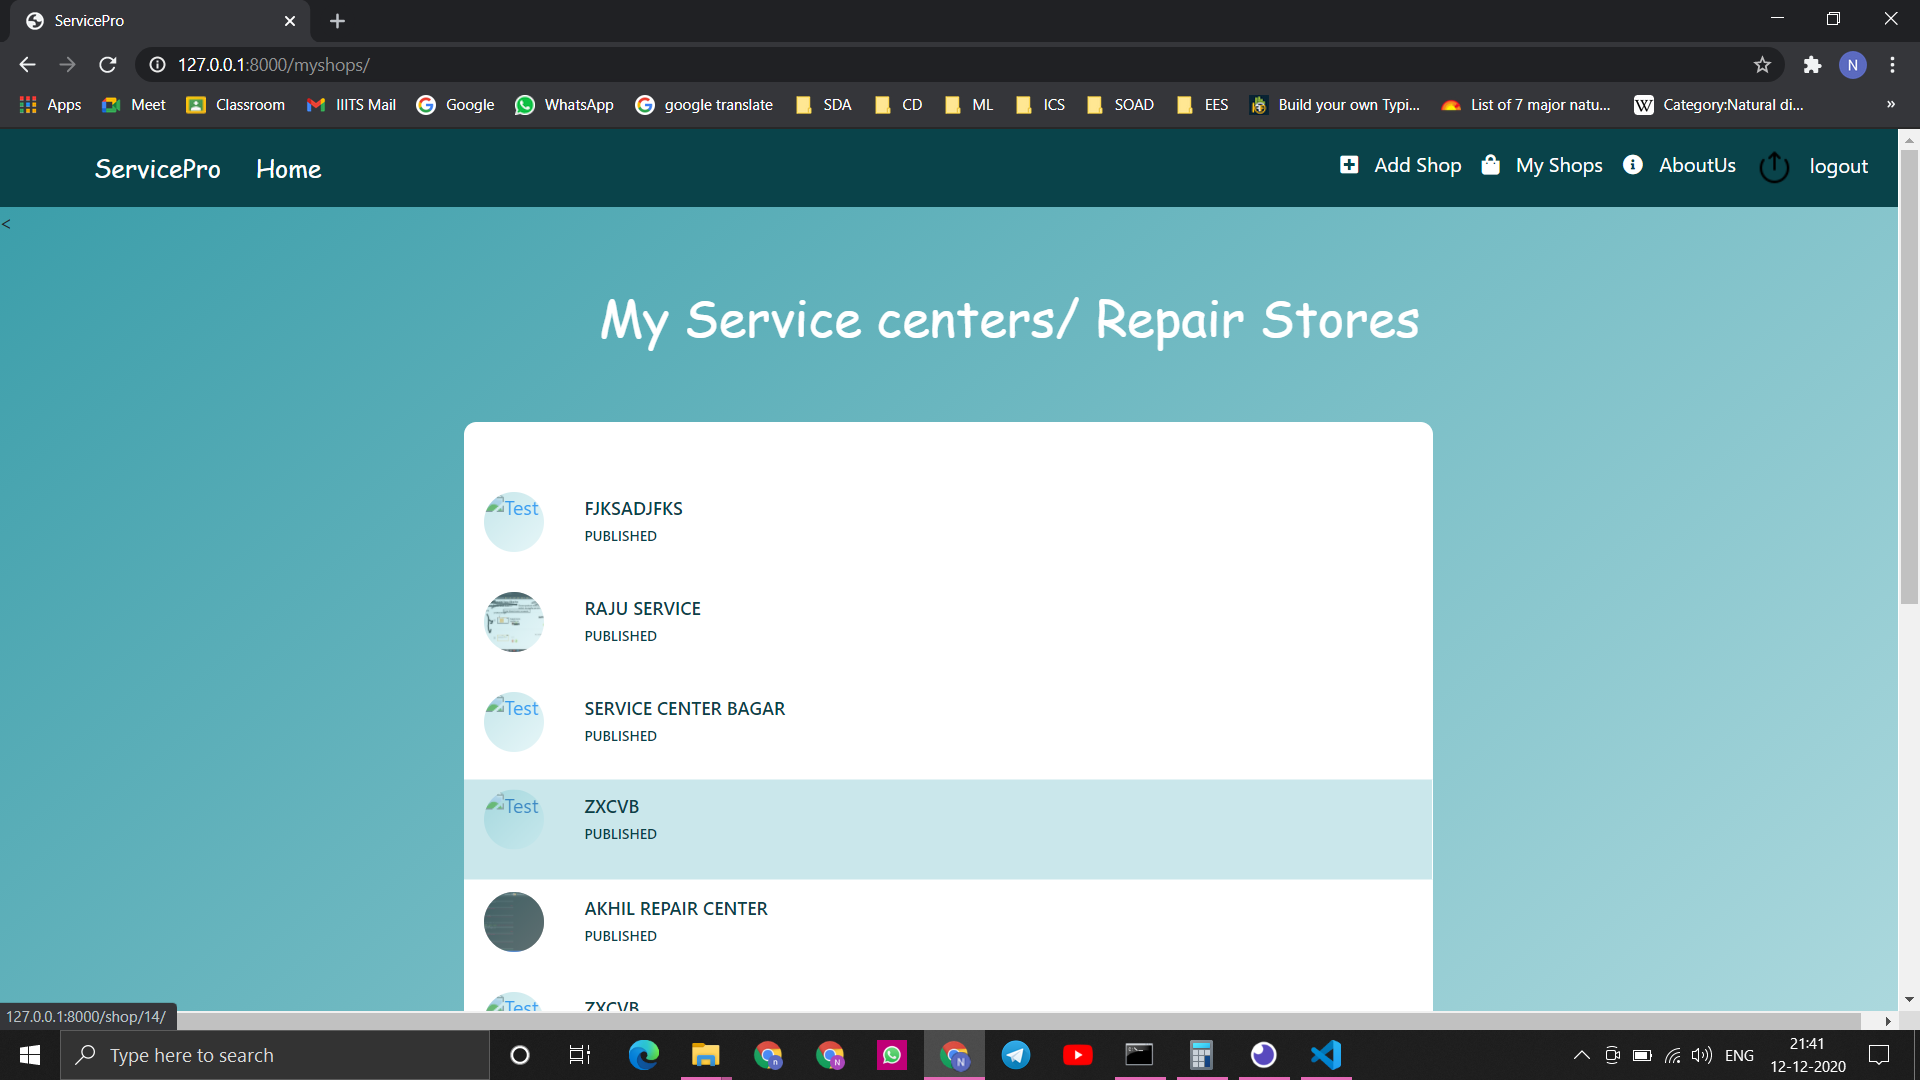 ServicePro
127.0.0.1:8000/myshops/
N
Apps Meet Classroom IIITS Mail Google WhatsApp google translate SDA CD ML ICS SOAD EES Build your own Typi... List of 7 major natu... W Category:Natural di... »
ServicePro Home Add Shop My Shops AboutUs logout
<
My Service centers/ Repair Stores
Test
FJKSADJFKS
PUBLISHED
RAJU SERVICE
PUBLISHED
Test
SERVICE CENTER BAGAR
PUBLISHED
Test
ZXCVB
PUBLISHED
AKHIL REPAIR CENTER
PUBLISHED
Test
ZXCVB
127.0.0.1:8000/shop/14/
Type here to search
ENG
21:41
12-12-2020